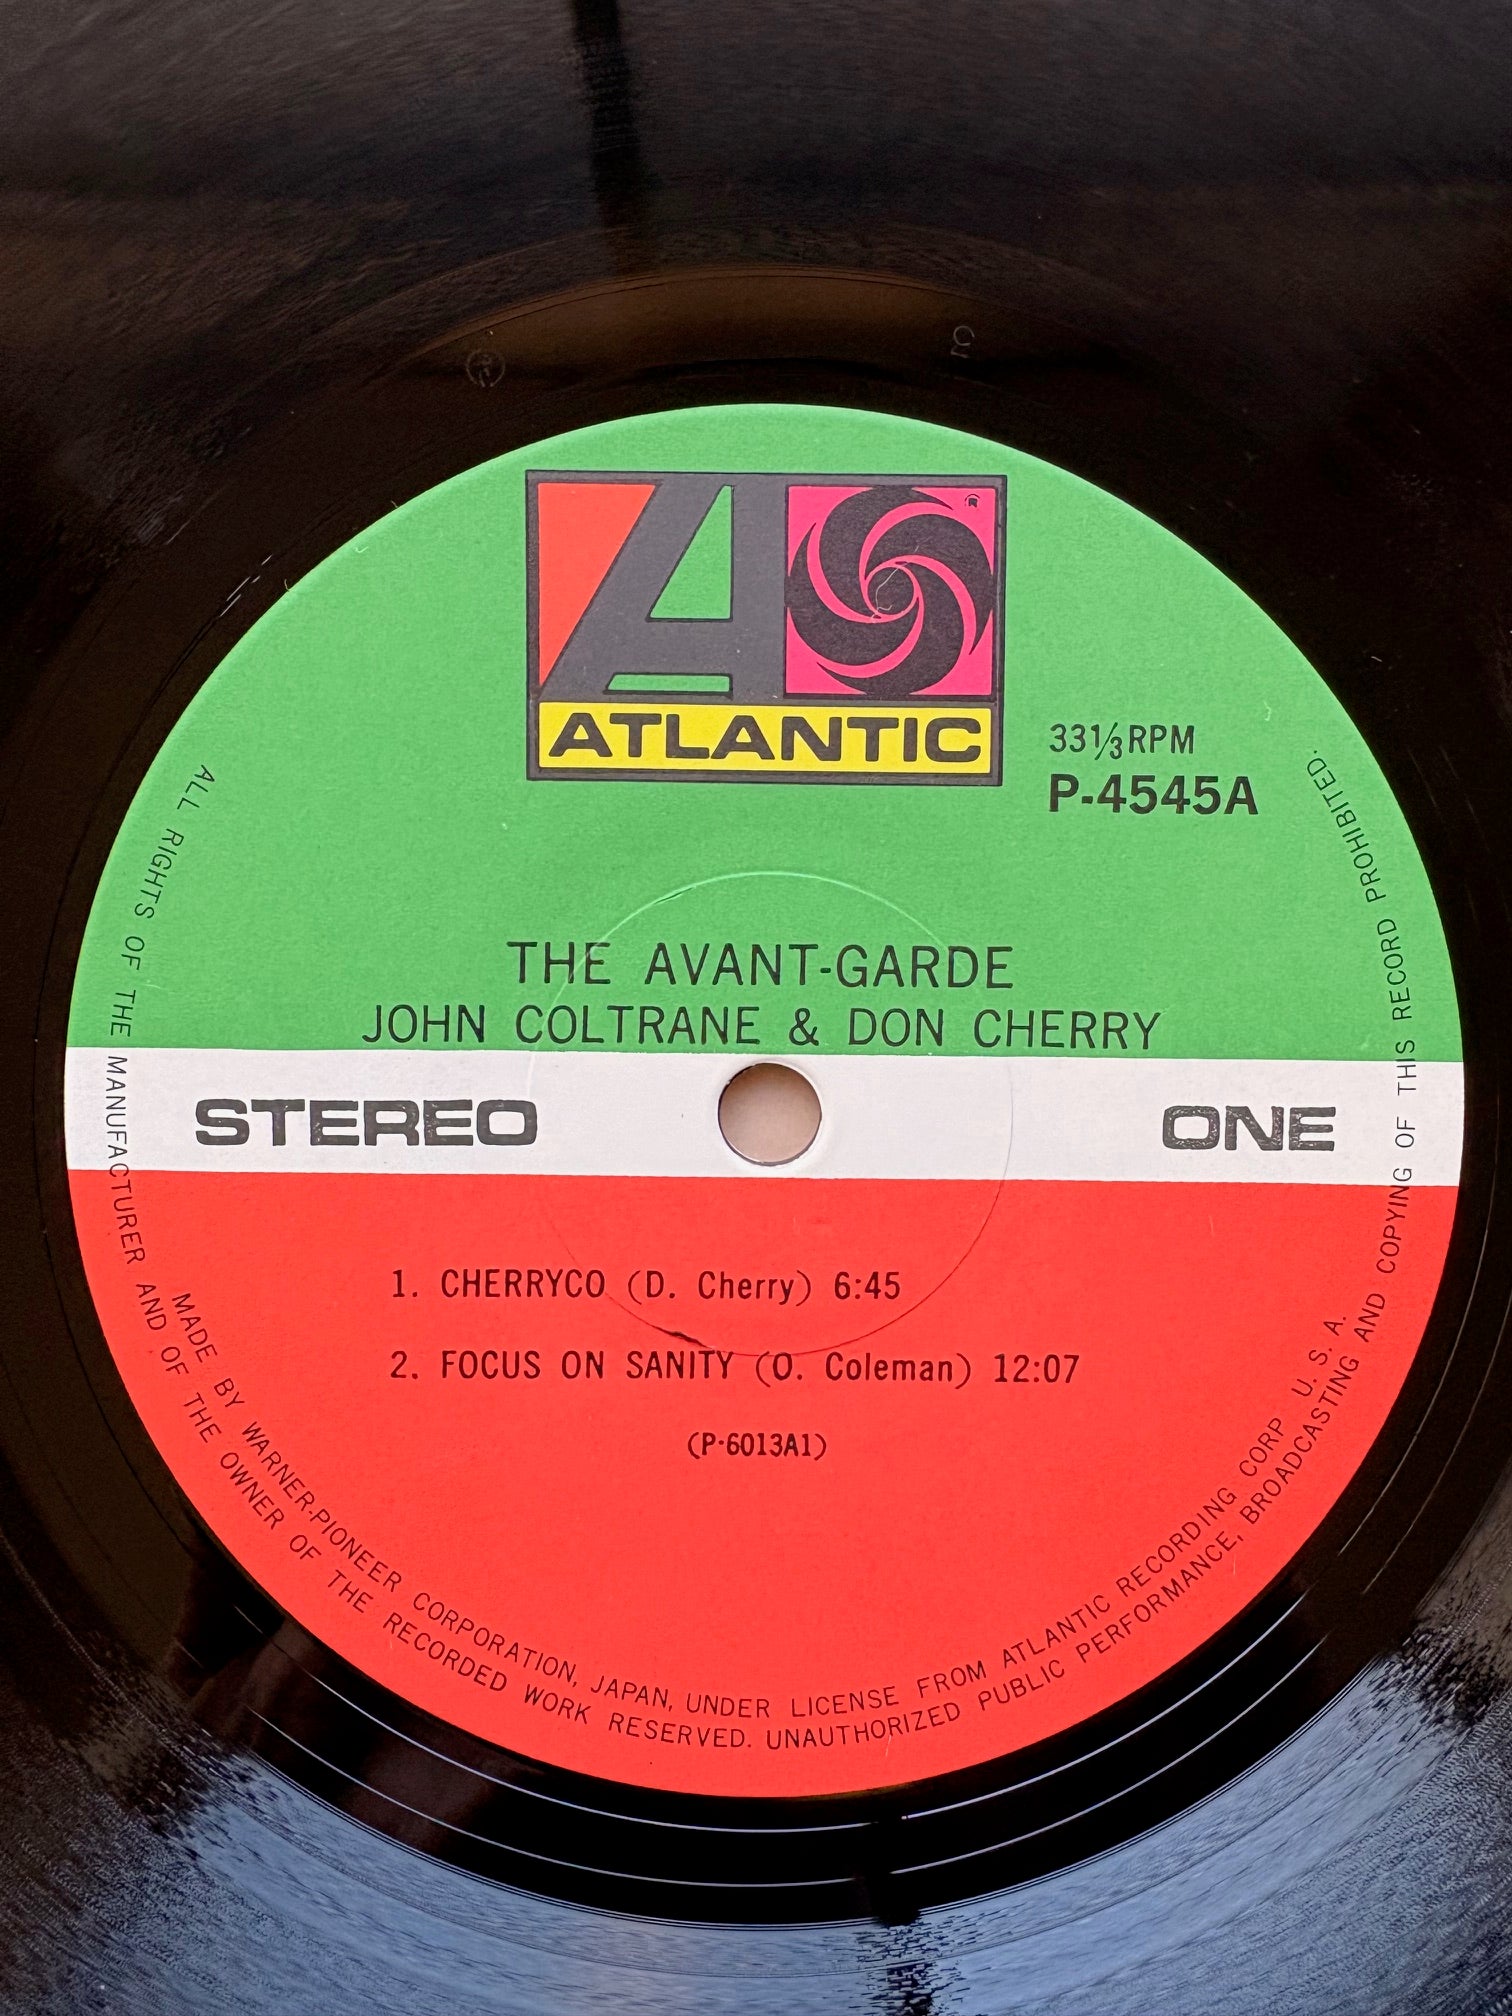 ATLANTIC
33⅓RPM
P-4545A
THE AVANT-GARDE
JOHN COLTRANE & DON CHERRY
STEREO
ONE
1. CHERRYCO (D. Cherry) 6:45
2. FOCUS ON SANITY (O. Coleman) 12:07
(P·6013A1)
MADE BY WARNER-PIONEER CORPORATION, JAPAN, UNDER LICENSE FROM ATLANTIC RECORDING CORP U. S. A.
ALL RIGHTS OF THE MANUFACTURER AND OF THE OWNER OF THE RECORDED WORK RESERVED. UNAUTHORIZED PUBLIC PERFORMANCE, BROADCASTING AND COPYING OF THIS RECORD PROHIBITED.